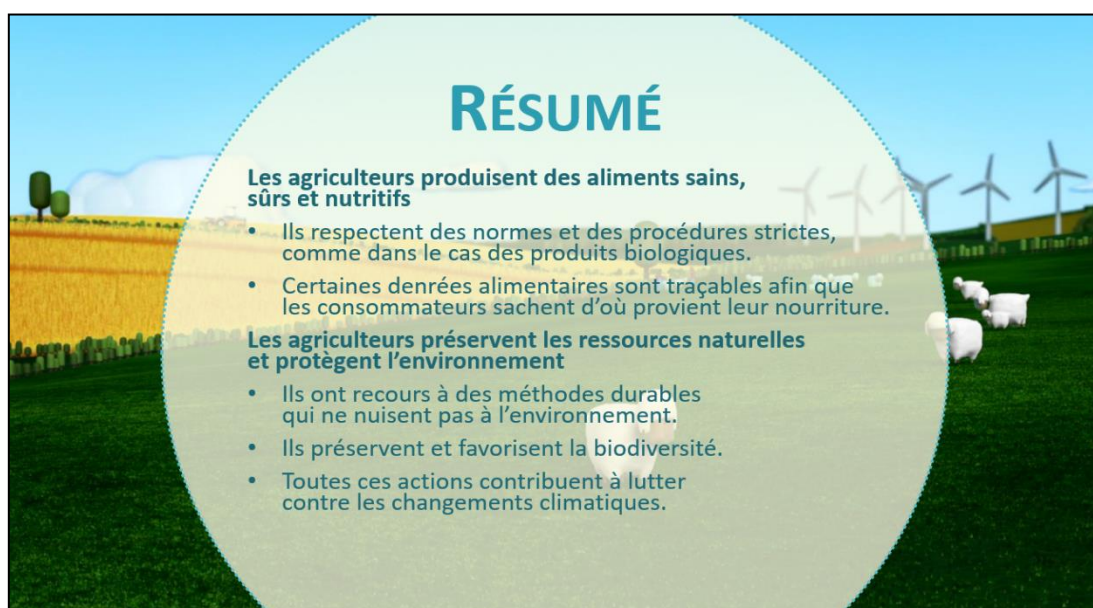 RÉSUMÉ
Les agriculteurs produisent des aliments sains,
sûrs et nutritifs
• Ils respectent des normes et des procédures strictes,
comme dans le cas des produits biologiques.
• Certaines denrées alimentaires sont traçables afin que
les consommateurs sachent d’où provient leur nourriture.
Les agriculteurs préservent les ressources naturelles
et protègent l’environnement
• Ils ont recours à des méthodes durables
qui ne nuisent pas à l’environnement.
• Ils préservent et favorisent la biodiversité.
• Toutes ces actions contribuent à lutter
contre les changements climatiques.